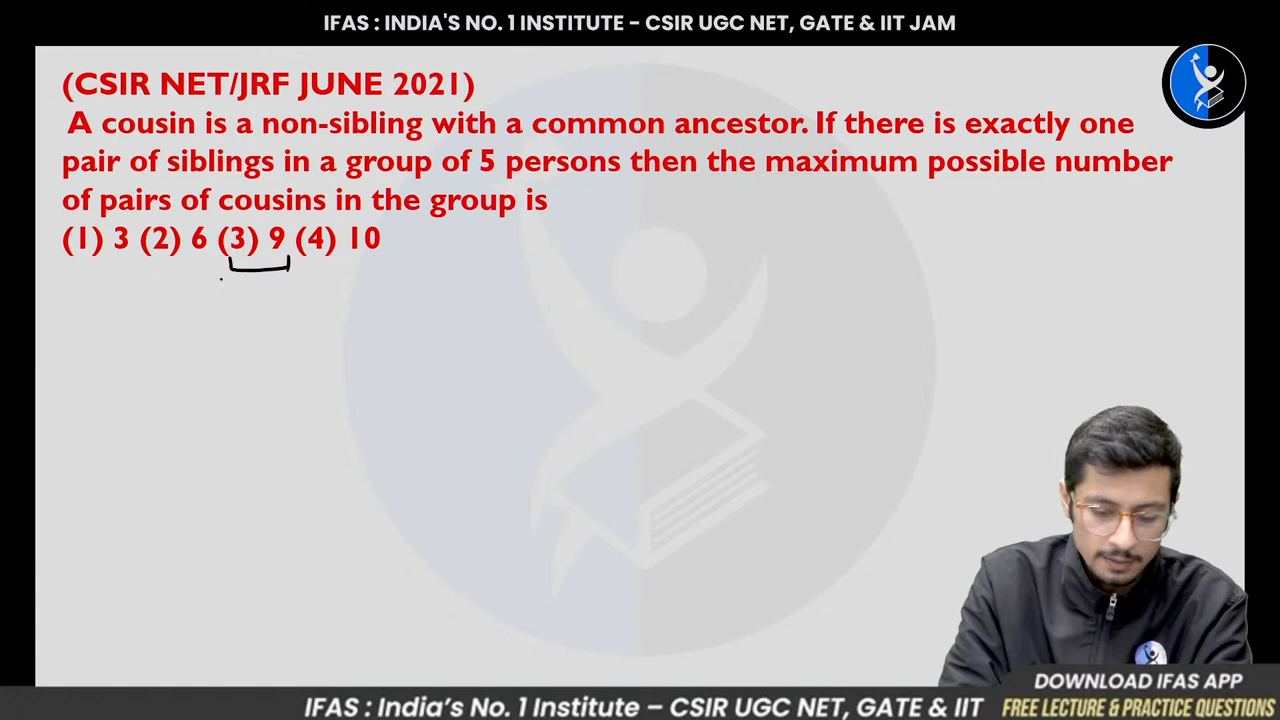 IFAS : INDIA'S NO. 1 INSTITUTE – CSIR UGC NET, GATE & IIT JAM
(CSIR NET/JRF JUNE 2021)
A cousin is a non-sibling with a common ancestor. If there is exactly one
pair of siblings in a group of 5 persons then the maximum possible number
of pairs of cousins in the group is
(1) 3 (2) 6 (3) 9 (4) 10
DOWNLOAD IFAS APP
IFAS : India's No. 1 Institute – CSIR UGC NET, GATE & IIT JAM
FREE LECTURE & PRACTICE QUESTIONS